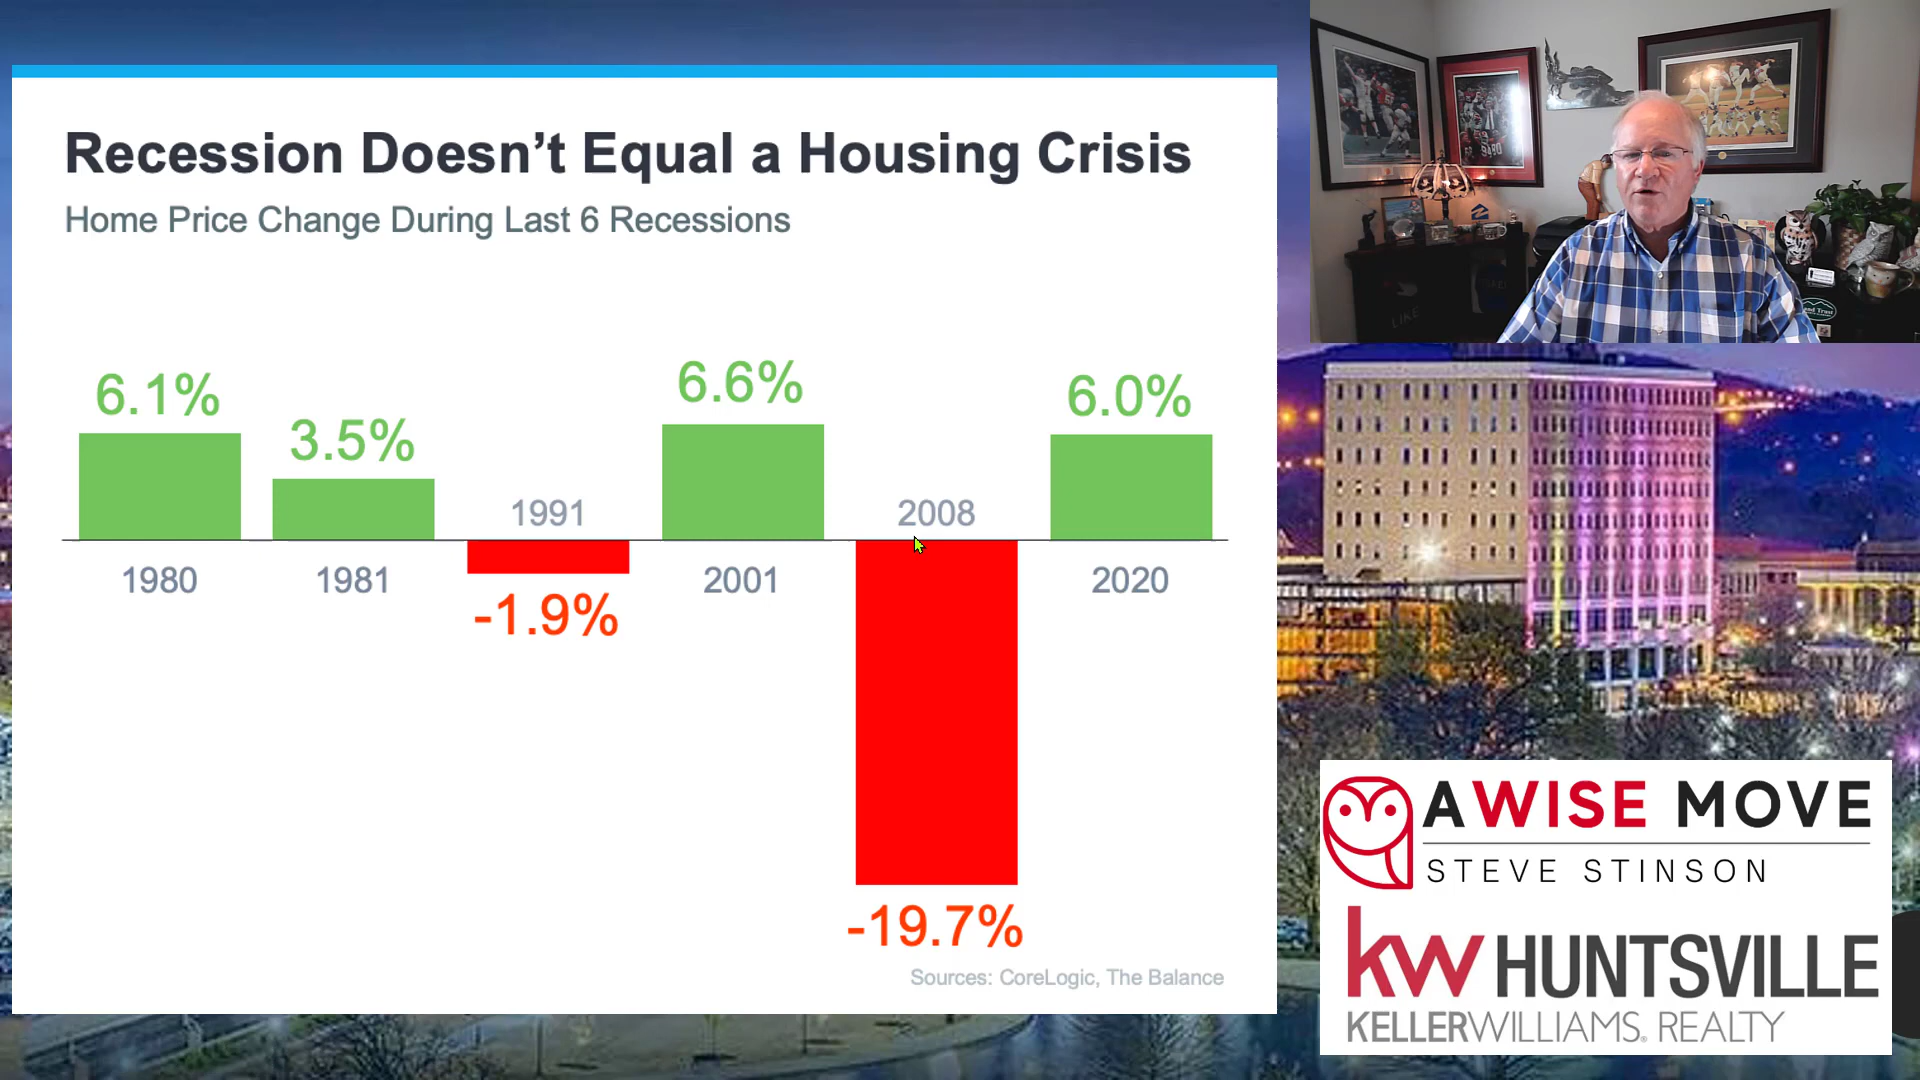 Recession Doesn’t Equal a Housing Crisis
Home Price Change During Last 6 Recessions
6.1%
3.5%
1991
6.6%
2008
6.0%
1980
1981
-1.9%
2001
-19.7%
2020
Sources: CoreLogic, The Balance
LIKE
A WISE MOVE
STEVE STINSON
kw HUNTSVILLE
KELLERWILLIAMS. REALTY